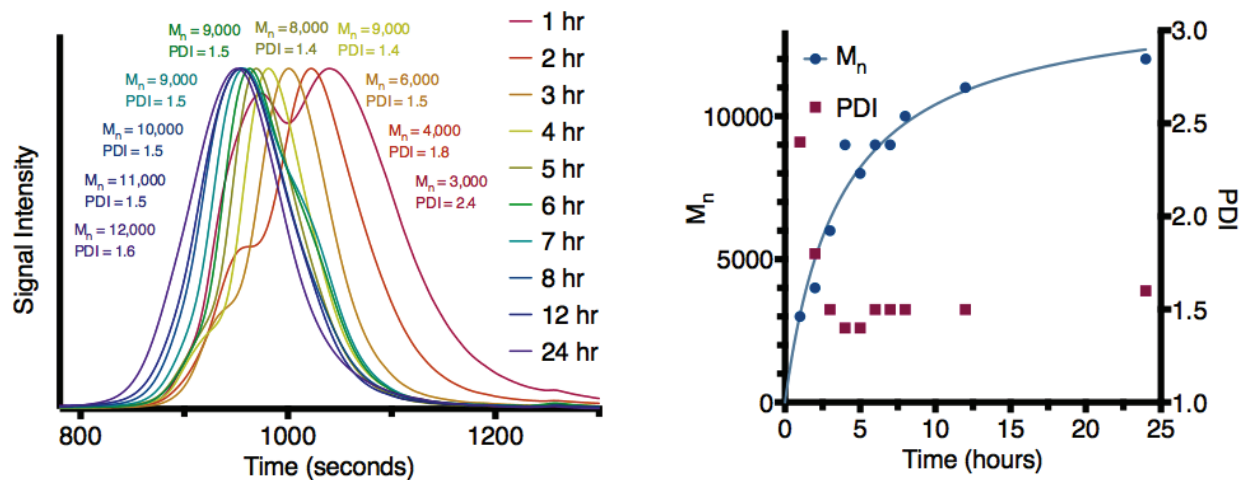 Mn = 9,000
PDI = 1.5
Mn = 8,000
PDI = 1.4
Mn = 9,000
PDI = 1.4
Mn = 9,000
PDI = 1.5
Mn = 6,000
PDI = 1.5
Mn = 10,000
PDI = 1.5
Mn = 4,000
PDI = 1.8
Mn = 11,000
PDI = 1.5
Mn = 3,000
PDI = 2.4
Mn = 12,000
PDI = 1.6
1 hr
2 hr
3 hr
4 hr
5 hr
6 hr
7 hr
8 hr
12 hr
24 hr
Signal Intensity
800 1000 1200
Time (seconds)
Mn
PDI
Mn
10000
5000
0
3.0
2.5
2.0
1.5
1.0
PDI
0 5 10 15 20 25
Time (hours)